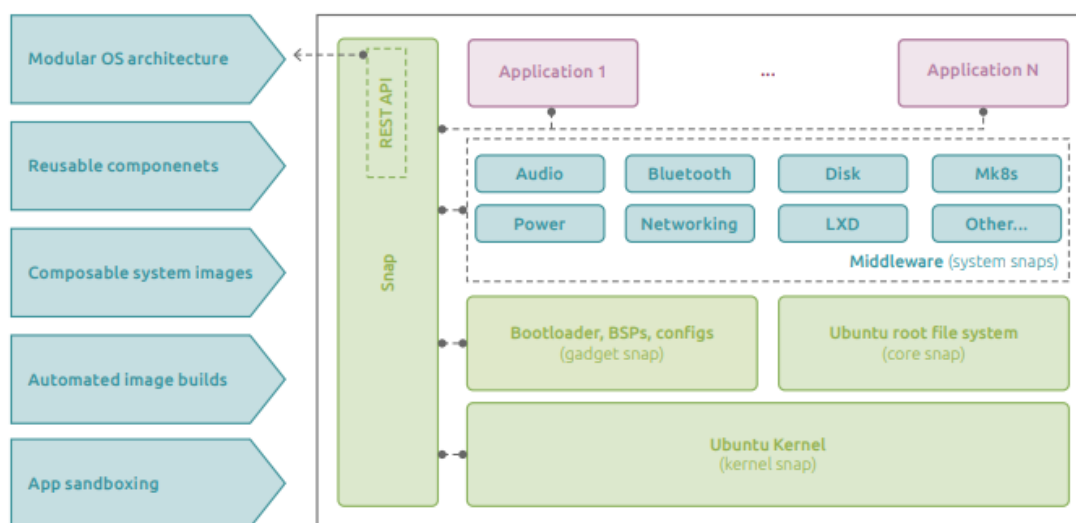 Modular OS architecture
Reusable componenets
Composable system images
Automated image builds
App sandboxing
REST API
Snap
Application 1
...
Application N
Audio
Bluetooth
Disk
Mk8s
Power
Networking
LXD
Other...
Middleware (system snaps)
Bootloader, BSPs, configs
(gadget snap)
Ubuntu root file system
(core snap)
Ubuntu Kernel
(kernel snap)